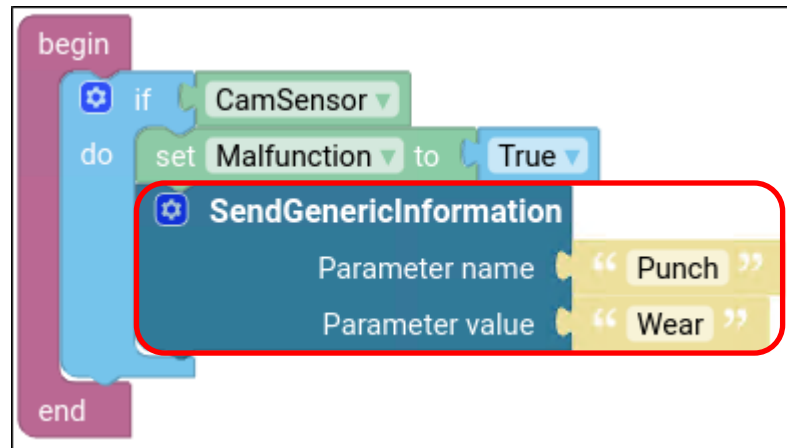 begin
if CamSensor
do set Malfunction to True
SendGenericInformation
Parameter name “ Punch ”
Parameter value “ Wear ”
end